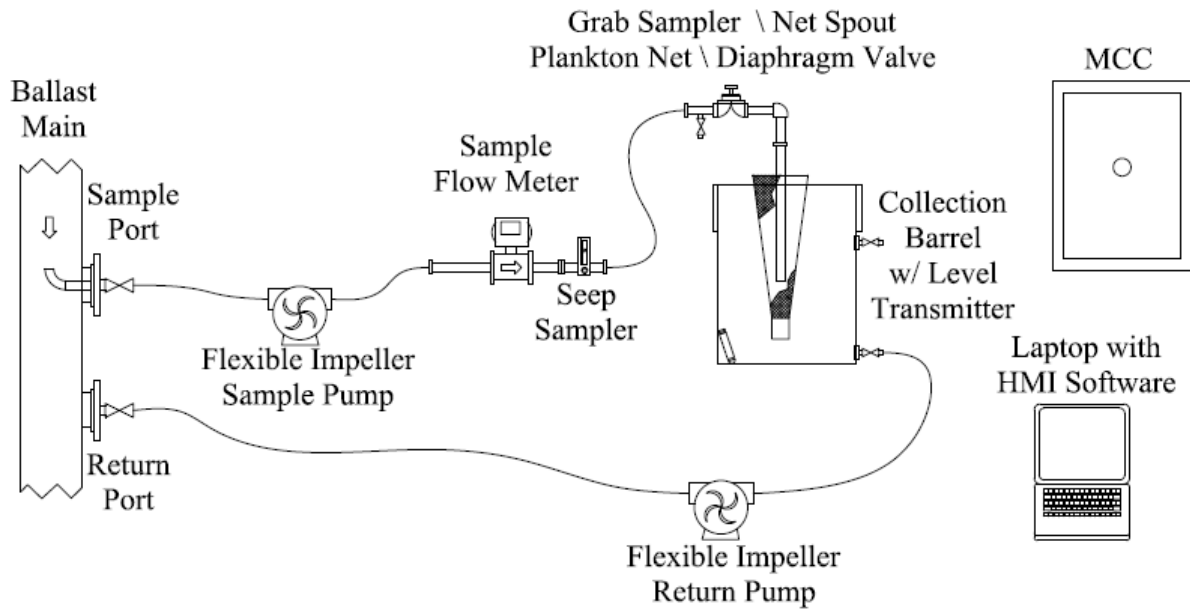 Grab Sampler \ Net Spout
Plankton Net \ Diaphragm Valve
MCC
Ballast
Main
Sample
Port
Sample
Flow Meter
Seep
Sampler
Collection
Barrel
w/ Level
Transmitter
Flexible Impeller
Sample Pump
Laptop with
HMI Software
Return
Port
Flexible Impeller
Return Pump